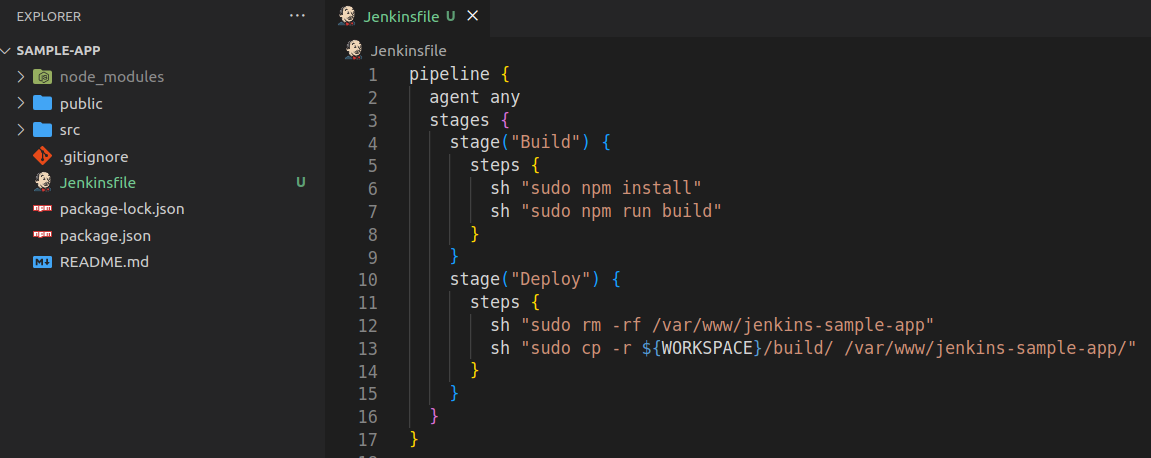 EXPLORER
...
SAMPLE-APP
node_modules
public
src
.gitignore
Jenkinsfile U
package-lock.json
package.json
README.md
Jenkinsfile U
Jenkinsfile
1 pipeline {
2   agent any
3   stages {
4     stage("Build") {
5       steps {
6         sh "sudo npm install"
7         sh "sudo npm run build"
8       }
9     }
10     stage("Deploy") {
11       steps {
12         sh "sudo rm -rf /var/www/jenkins-sample-app"
13         sh "sudo cp -r ${WORKSPACE}/build/ /var/www/jenkins-sample-app/"
14       }
15     }
16   }
17 }